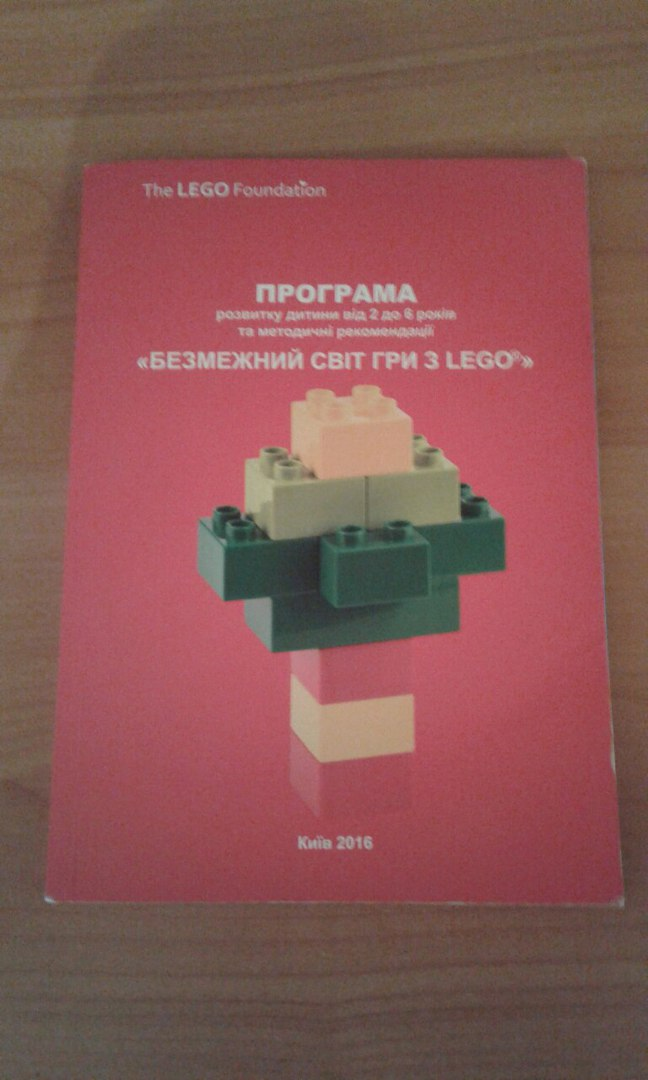 The LEGO Foundation
ПРОГРАМА
розвитку дитини від 2 до 6 років
та методичні рекомендації
«БЕЗМЕЖНИЙ СВІТ ГРИ З LEGO®»
Київ 2016